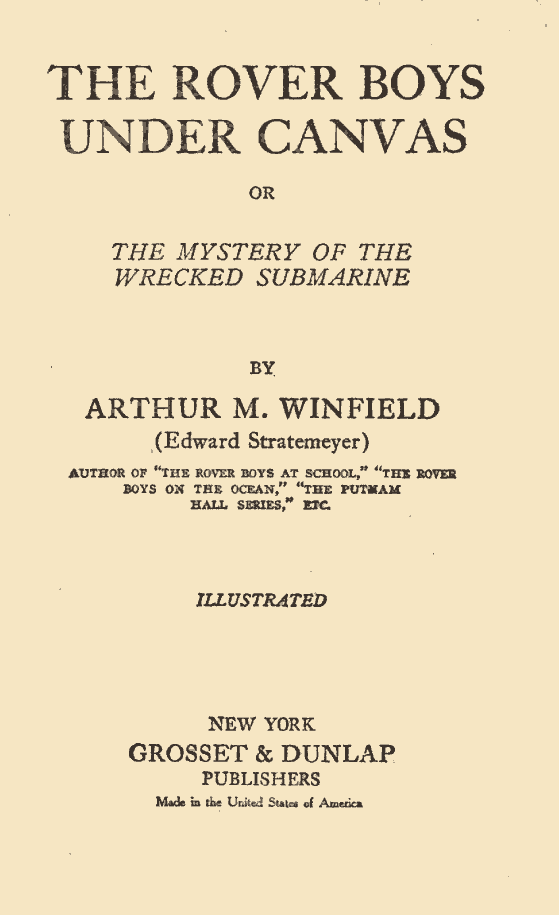 THE ROVER BOYS
UNDER CANVAS
OR
THE MYSTERY OF THE
WRECKED SUBMARINE
BY
ARTHUR M. WINFIELD
(Edward Stratemeyer)
AUTHOR OF "THE ROVER BOYS AT SCHOOL," "THE ROVER
BOYS ON THE OCEAN," "THE PUTNAM
HALL SERIES," ETC.
ILLUSTRATED
NEW YORK
GROSSET & DUNLAP
PUBLISHERS
Made in the United States of America